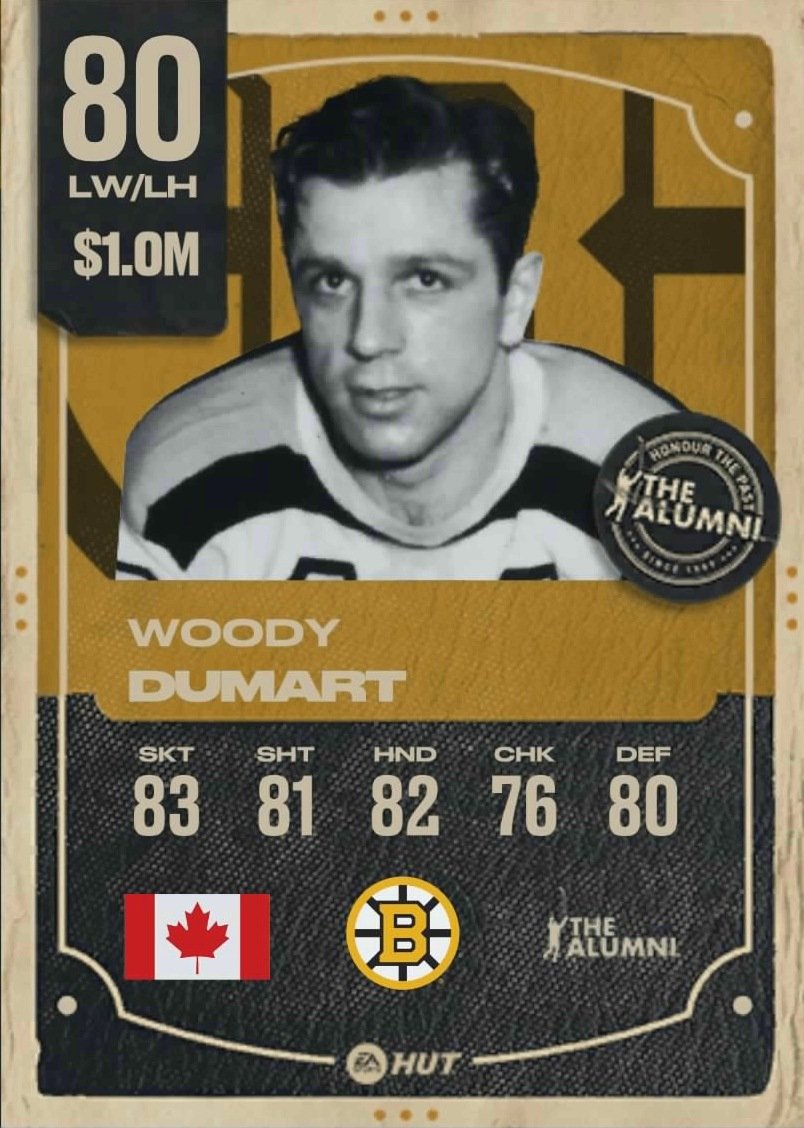 80
LW/LH
$1.0M
HONOUR THE PAST
THE
ALUMNI
WOODY
DUMART
SKT SHT HND CHK DEF
83 81 82 76 80
B
THE
ALUMNI
EA HUT